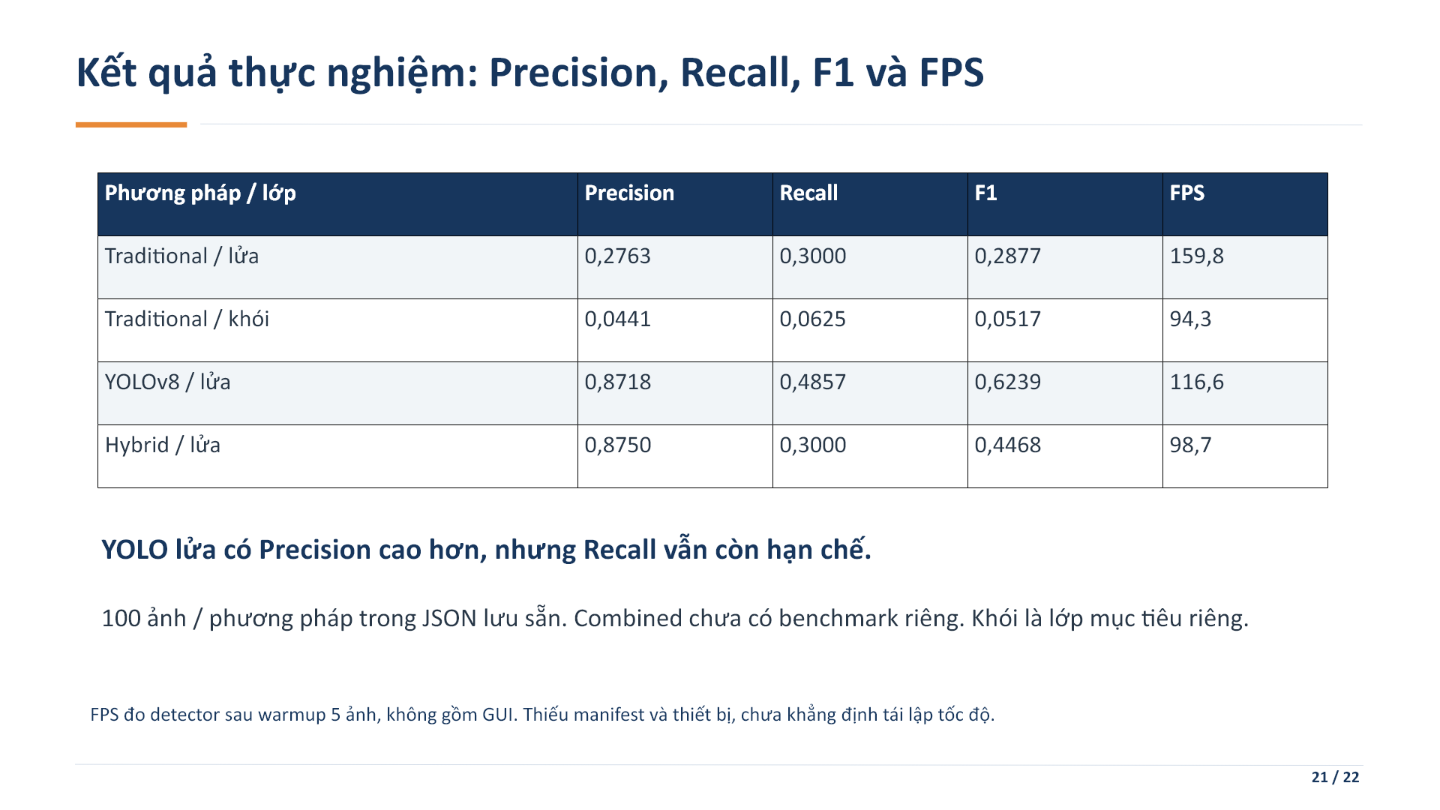 Kết quả thực nghiệm: Precision, Recall, F1 và FPS
Phương pháp / lớp Precision Recall F1 FPS
Traditional / lửa 0,2763 0,3000 0,2877 159,8
Traditional / khói 0,0441 0,0625 0,0517 94,3
YOLOv8 / lửa 0,8718 0,4857 0,6239 116,6
Hybrid / lửa 0,8750 0,3000 0,4468 98,7
YOLO lửa có Precision cao hơn, nhưng Recall vẫn còn hạn chế.
100 ảnh / phương pháp trong JSON lưu sẵn. Combined chưa có benchmark riêng. Khói là lớp mục tiêu riêng.
FPS đo detector sau warmup 5 ảnh, không gồm GUI. Thiếu manifest và thiết bị, chưa khẳng định tái lập tốc độ.
21 / 22